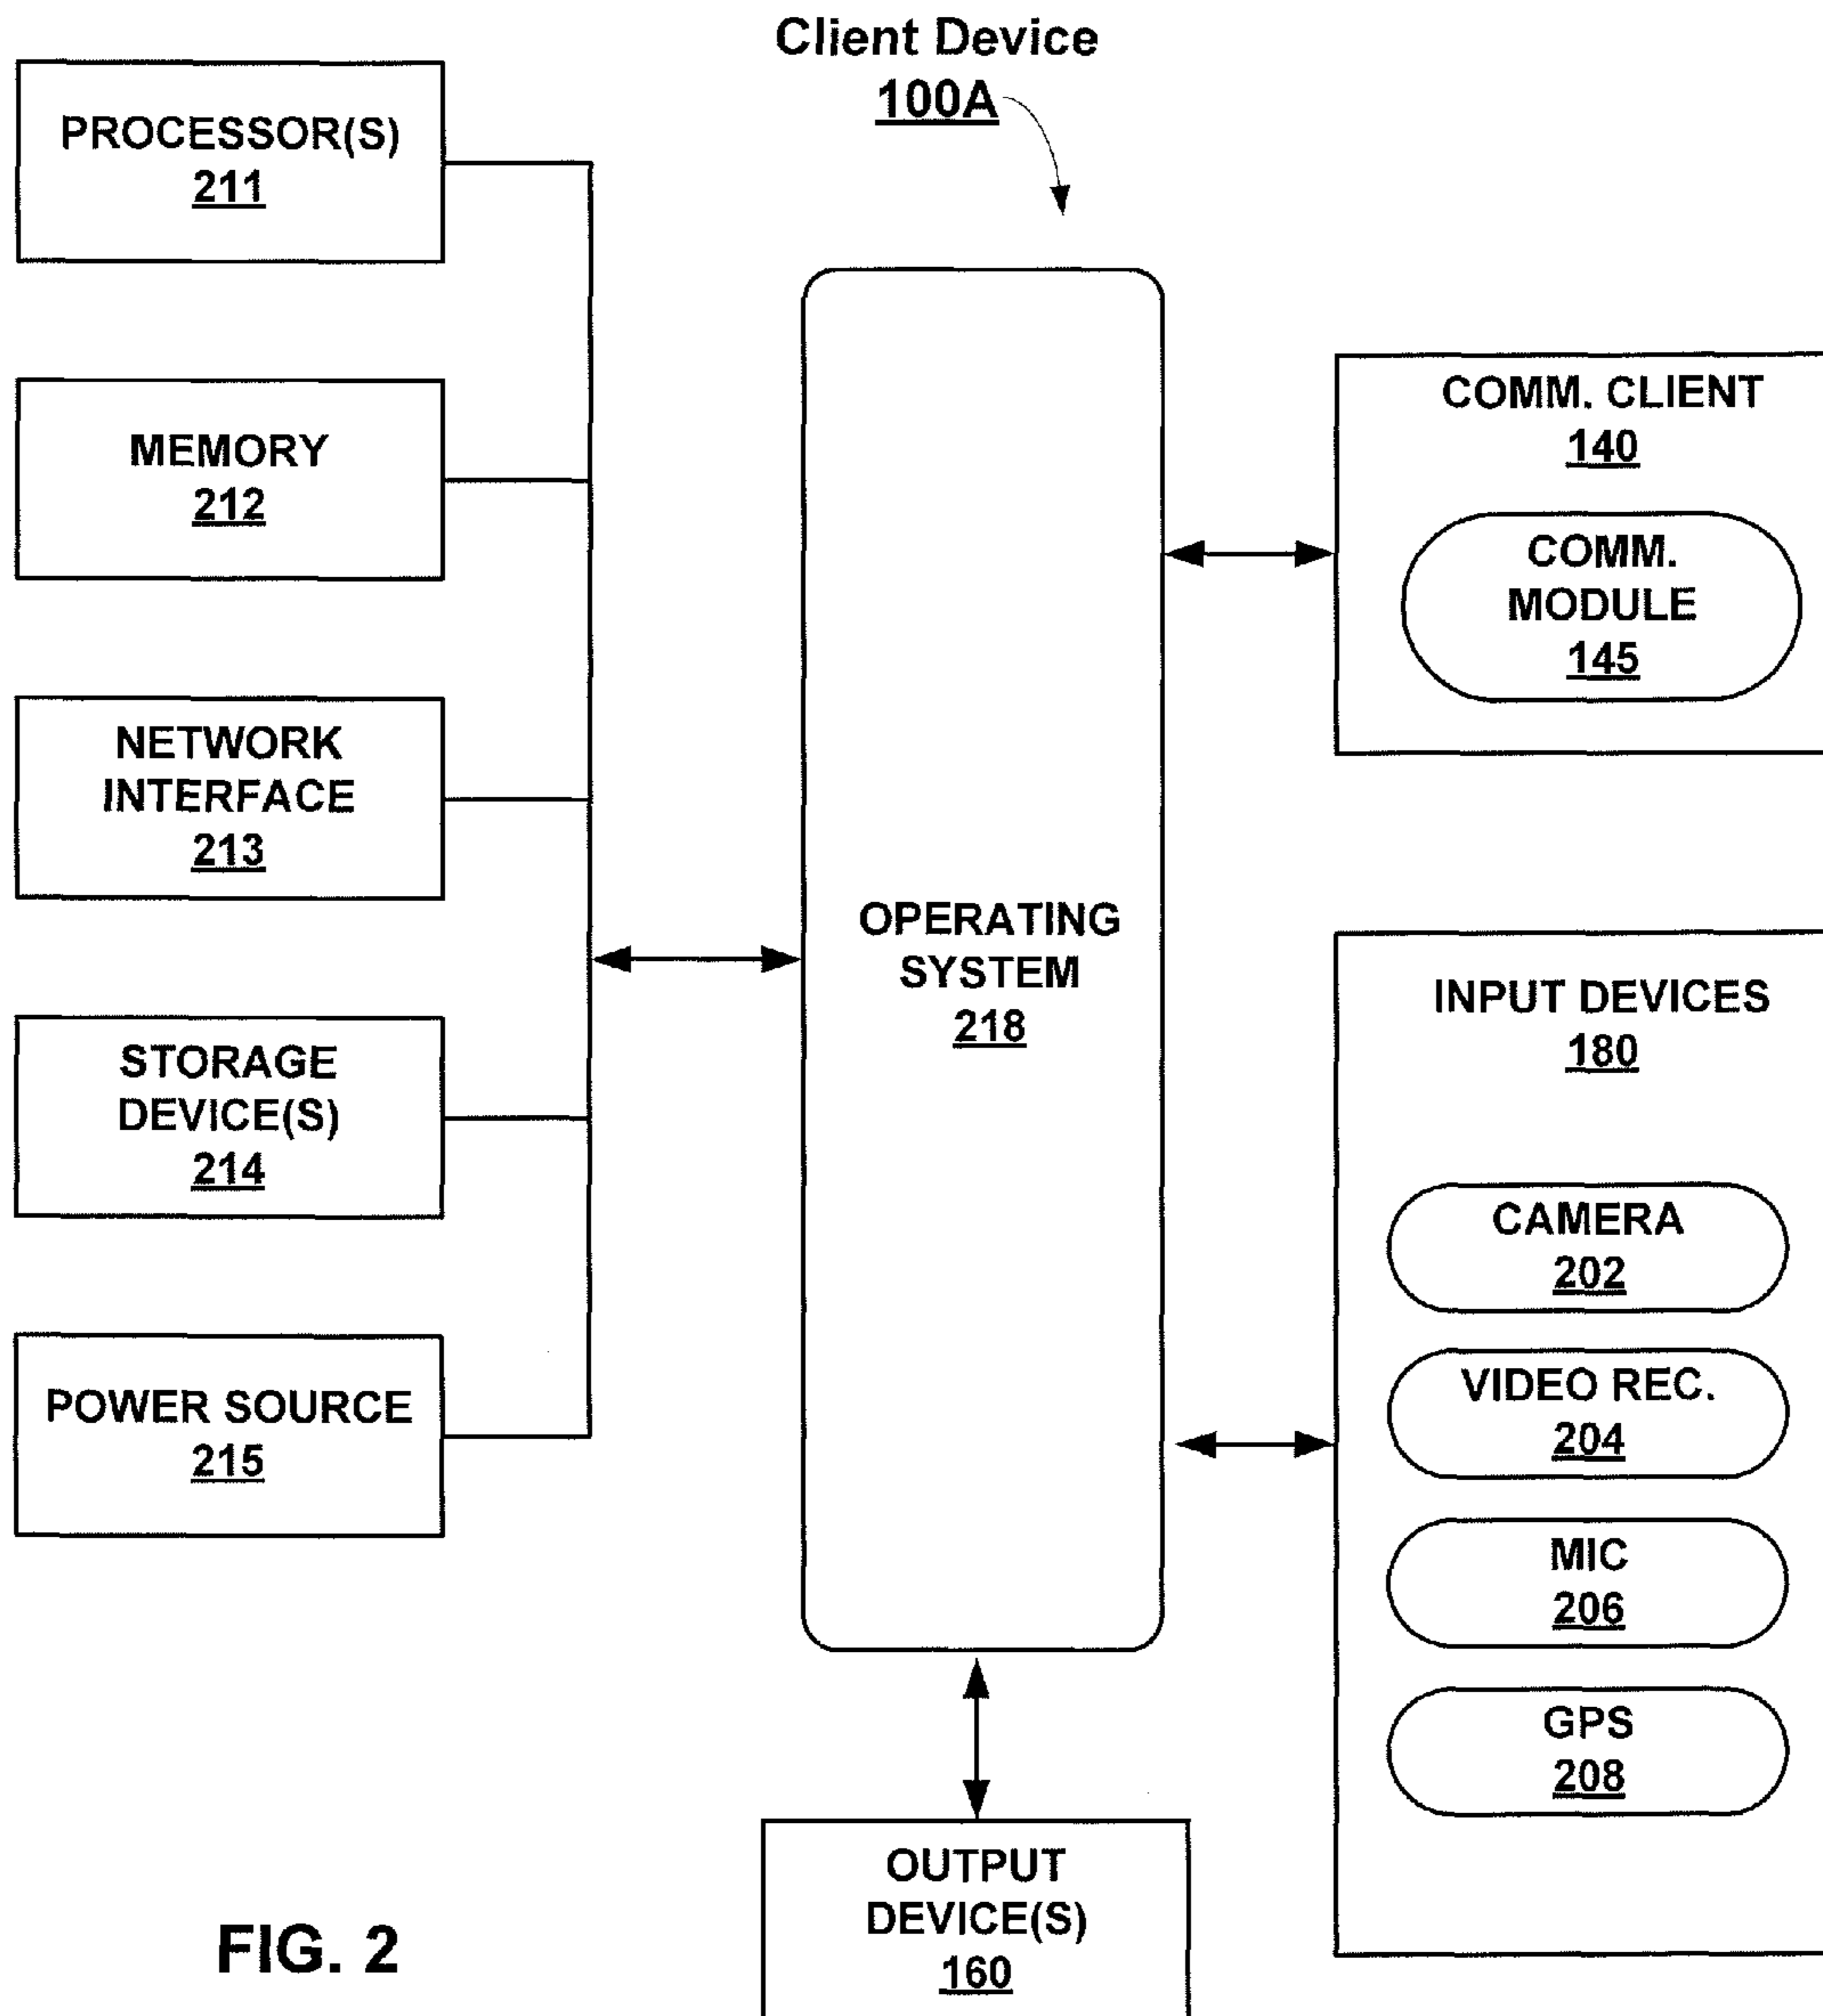 Client Device
100A
PROCESSOR(S)
211
MEMORY
212
NETWORK
INTERFACE
213
STORAGE
DEVICE(S)
214
POWER SOURCE
215
OPERATING
SYSTEM
218
COMM. CLIENT
140
COMM.
MODULE
145
INPUT DEVICES
180
CAMERA
202
VIDEO REC.
204
MIC
206
GPS
208
OUTPUT
DEVICE(S)
160
FIG. 2